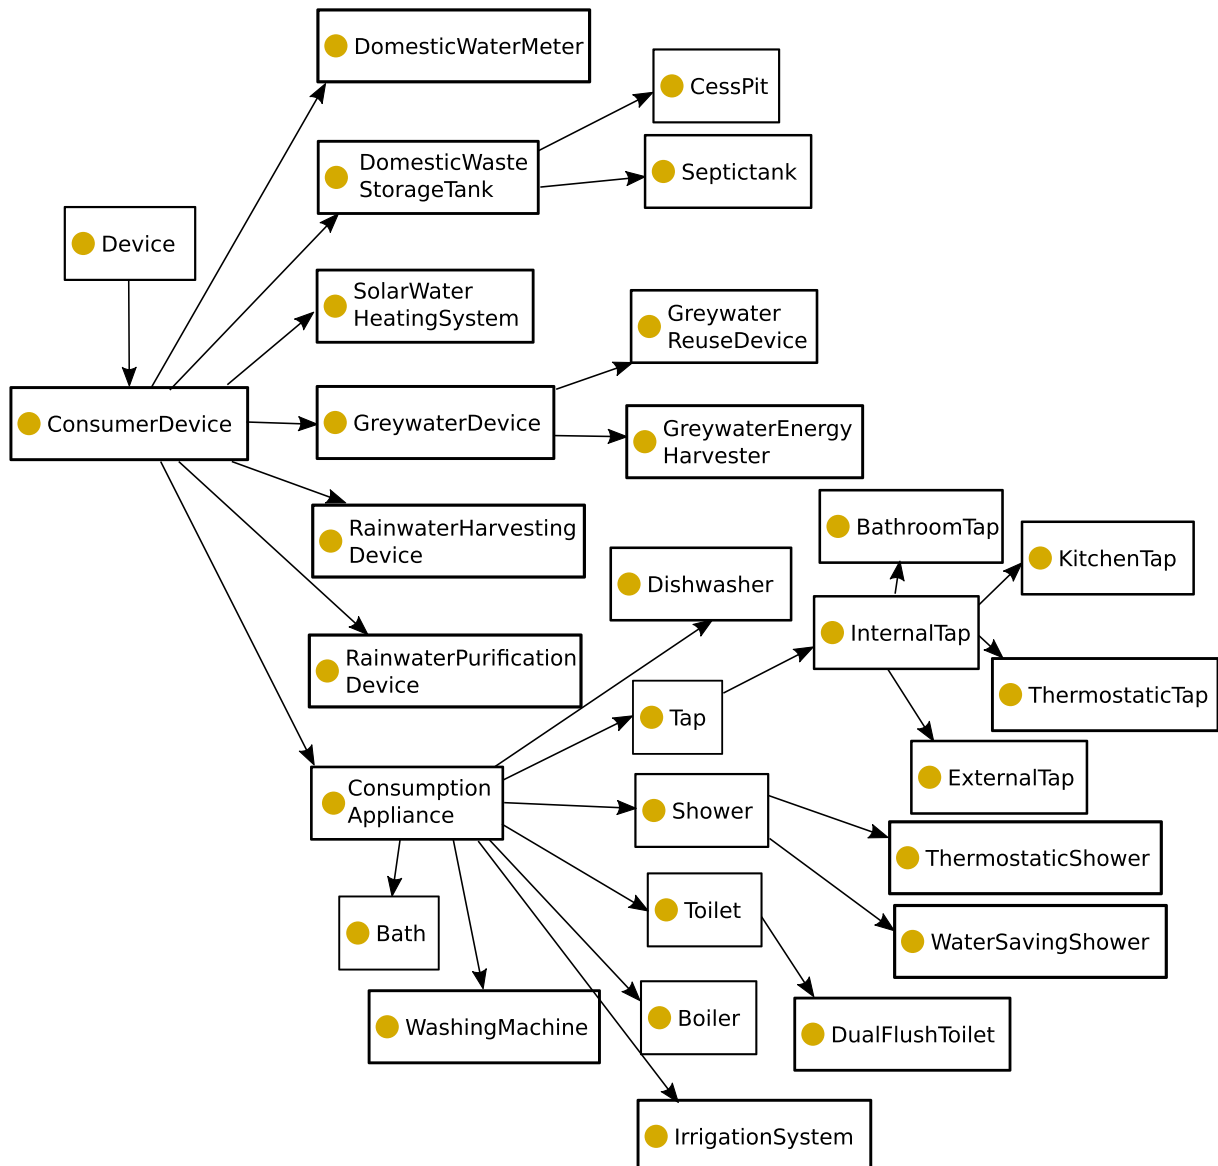 DomesticWaterMeter
CessPit
DomesticWaste
StorageTank
Septictank
Device
SolarWater
HeatingSystem
Greywater
ReuseDevice
ConsumerDevice
GreywaterDevice
GreywaterEnergy
Harvester
RainwaterHarvesting
Device
BathroomTap
KitchenTap
Dishwasher
InternalTap
RainwaterPurification
Device
ThermostaticTap
Tap
ExternalTap
Consumption
Appliance
Shower
ThermostaticShower
Toilet
Bath
WaterSavingShower
Boiler
WashingMachine
DualFlushToilet
IrrigationSystem